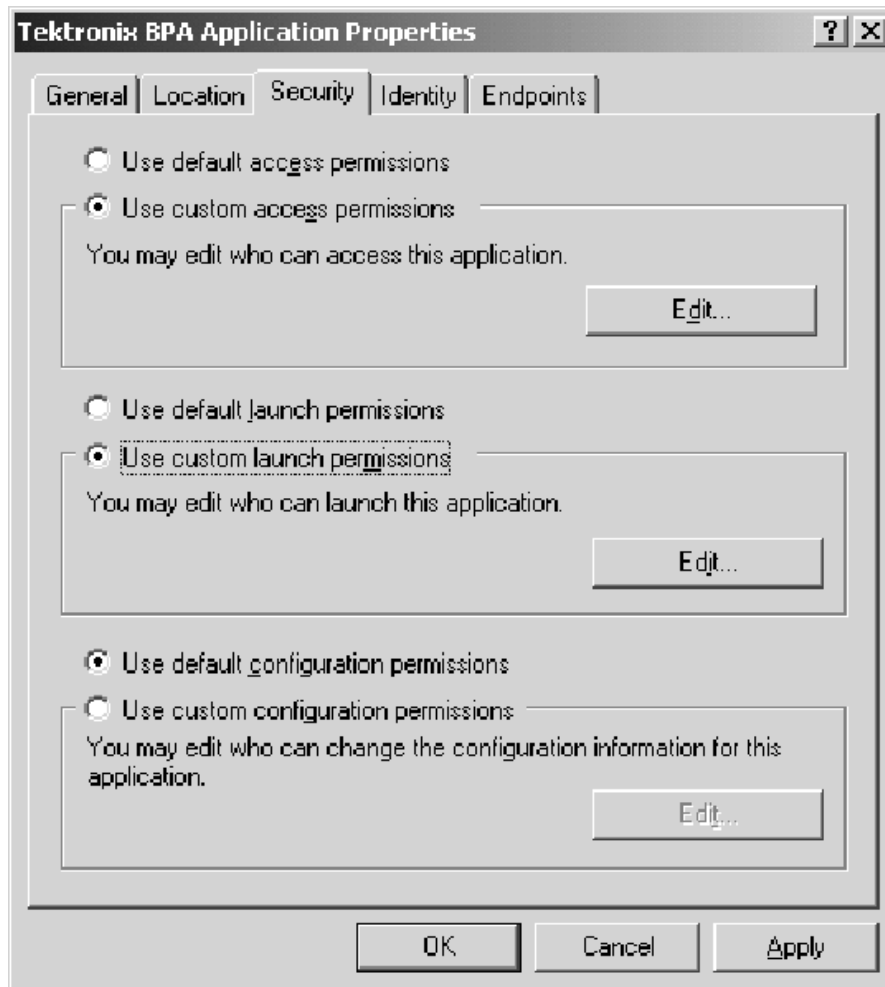 Tektronix BPA Application Properties
General Location Security Identity Endpoints
Use default access permissions
Use custom access permissions
You may edit who can access this application.
Edit...
Use default launch permissions
Use custom launch permissions
You may edit who can launch this application.
Edit...
Use default configuration permissions
Use custom configuration permissions
You may edit who can change the configuration information for this
application.
Edit...
OK Cancel Apply